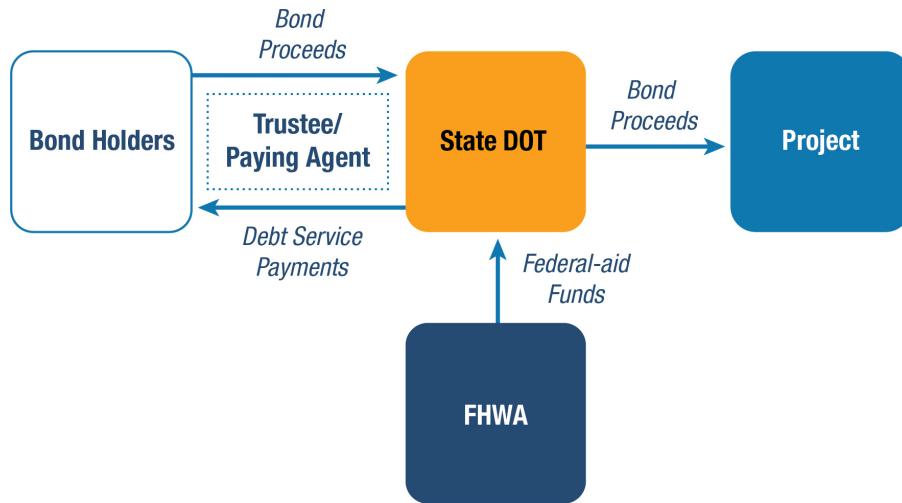 Bond
Proceeds
Bond Holders
Trustee/
Paying Agent
State DOT
Bond
Proceeds
Project
Debt Service
Payments
Federal-aid
Funds
FHWA